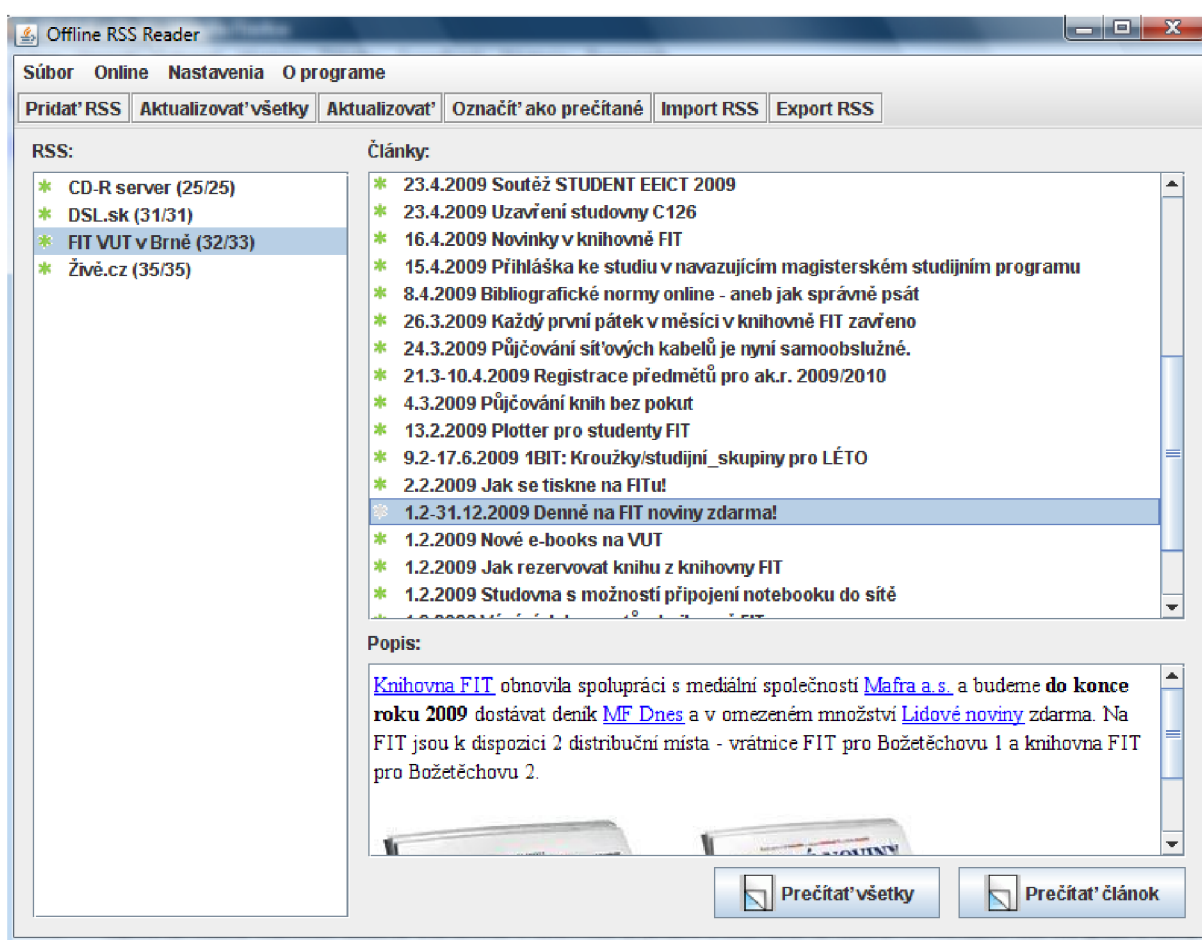 Offline RSS Reader
Súbor Online Nastavenia O programe
Pridať RSS Aktualizovať všetky Aktualizovať Označíť ako prečítané Import RSS Export RSS
RSS:
CD-R server (25/25)
DSL.sk (31/31)
FIT VUT v Brně (32/33)
Živě.cz (35/35)
Články:
23.4.2009 Soutěž STUDENT EEICT 2009
23.4.2009 Uzavření studovny C126
16.4.2009 Novinky v knihovně FIT
15.4.2009 Přihláška ke studiu v navazujícím magisterském studijním programu
8.4.2009 Bibliografické normy online - aneb jak správně psát
26.3.2009 Každý první pátek v měsíci v knihovně FIT zavřeno
24.3.2009 Půjčování síťových kabelů je nyní samoobslužné.
21.3-10.4.2009 Registrace předmětů pro ak.r. 2009/2010
4.3.2009 Půjčování knih bez pokut
13.2.2009 Plotter pro studenty FIT
9.2-17.6.2009 1BIT: Kroužky/studijní_skupiny pro LÉTO
2.2.2009 Jak se tiskne na FITu!
1.2-31.12.2009 Denně na FIT noviny zdarma!
1.2.2009 Nové e-books na VUT
1.2.2009 Jak rezervovat knihu z knihovny FIT
1.2.2009 Studovna s možností připojení notebooku do sítě
Popis:
Knihovna FIT obnovila spolupráci s mediální společností Mafra a.s. a budeme do konce
roku 2009 dostávat deník MF Dnes a v omezeném množství Lidové noviny zdarma. Na
FIT jsou k dispozici 2 distribuční místa - vrátnice FIT pro Božetěchovu 1 a knihovna FIT
pro Božetěchovu 2.
Prečítať všetky Prečítať článok